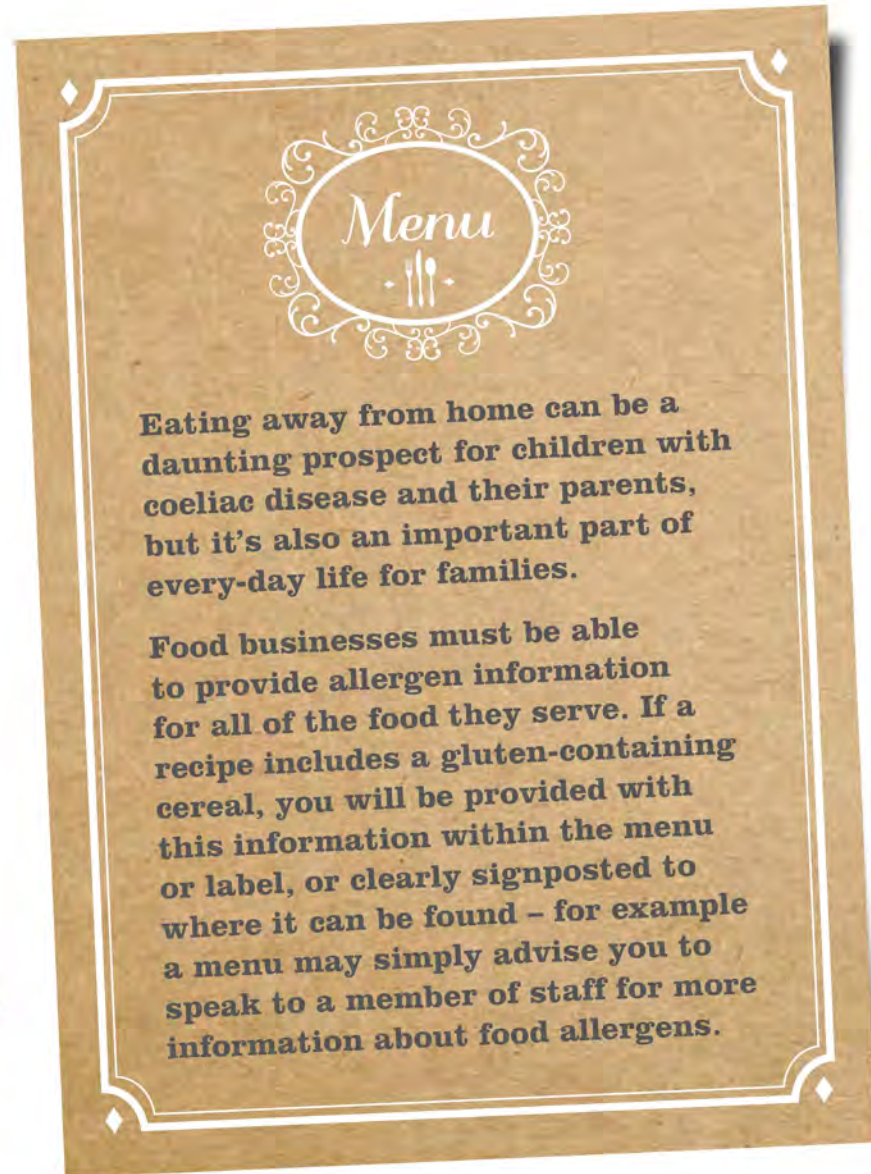 Menu
Eating away from home can be a
daunting prospect for children with
coeliac disease and their parents,
but it's also an important part of
every-day life for families.
Food businesses must be able
to provide allergen information
for all of the food they serve. If a
recipe includes a gluten-containing
cereal, you will be provided with
this information within the menu
or label, or clearly signposted to
where it can be found – for example
a menu may simply advise you to
speak to a member of staff for more
information about food allergens.